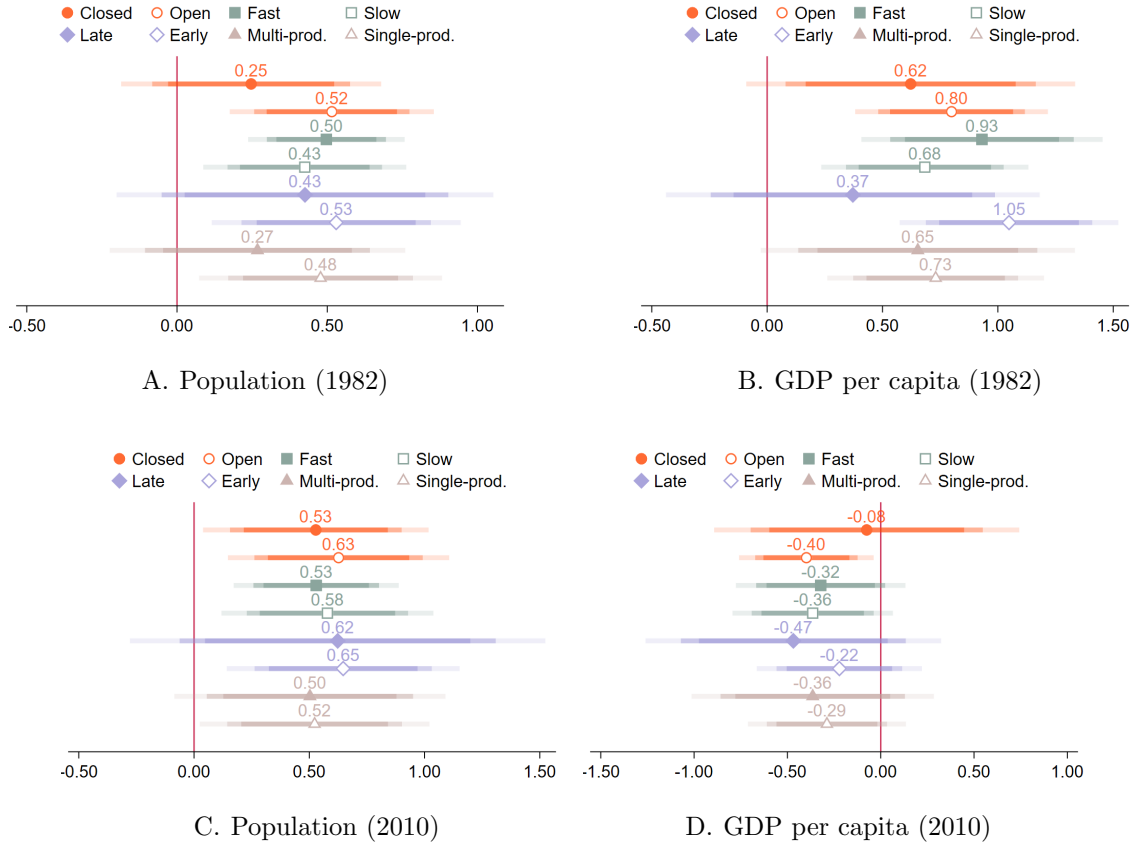 Closed Open Fast Slow
Late Early Multi-prod. Single-prod.
0.25
0.52
0.50
0.43
0.43
0.53
0.27
0.48
-0.50 0.00 0.50 1.00
A. Population (1982)
Closed Open Fast Slow
Late Early Multi-prod. Single-prod.
0.62
0.80
0.93
0.68
0.37
1.05
0.65
0.73
-0.50 0.00 0.50 1.00 1.50
B. GDP per capita (1982)
Closed Open Fast Slow
Late Early Multi-prod. Single-prod.
0.53
0.63
0.53
0.58
0.62
0.65
0.50
0.52
-0.50 0.00 0.50 1.00 1.50
C. Population (2010)
Closed Open Fast Slow
Late Early Multi-prod. Single-prod.
-0.08
-0.40
-0.32
-0.36
-0.47
-0.22
-0.36
-0.29
-1.50 -1.00 -0.50 0.00 0.50 1.00
D. GDP per capita (2010)